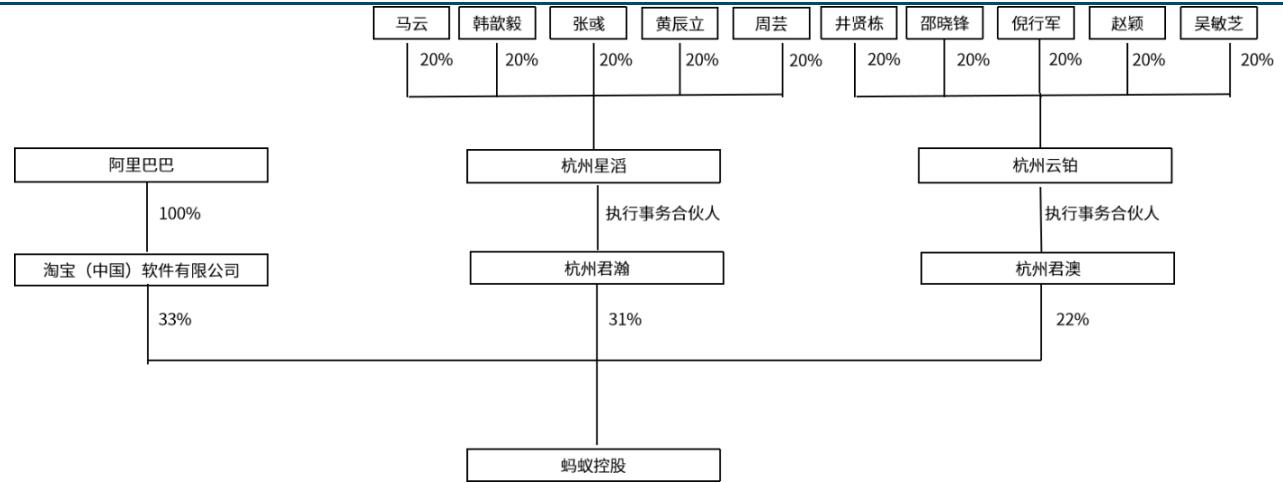 马云 韩歆毅 张彧 黄辰立 周芸 井贤栋 邵晓锋 倪行军 赵颖 吴敏芝
20% 20% 20% 20% 20% 20% 20% 20% 20% 20%
阿里巴巴 杭州星滔 杭州云铂
100% 执行事务合伙人 执行事务合伙人
淘宝（中国）软件有限公司 杭州君瀚 杭州君澳
33% 31% 22%
蚂蚁控股